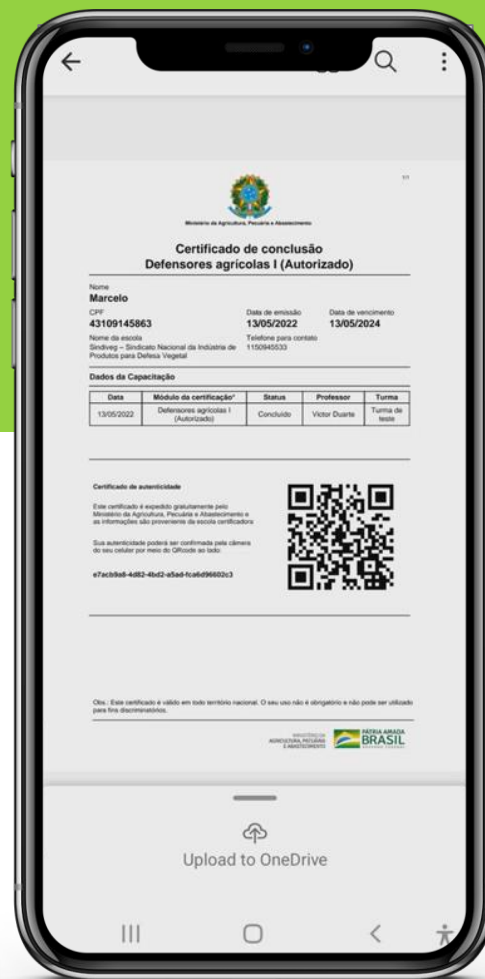 1/1
Ministério da Agricultura, Pecuária e Abastecimento
Certificado de conclusão
Defensores agrícolas I (Autorizado)
Nome
Marcelo
CPF
43109145863
Data de emissão
13/05/2022
Data de vencimento
13/05/2024
Nome da escola
Sindiveg – Sindicato Nacional da Indústria de
Produtos para Defesa Vegetal
Telefone para contato
1150945533
Dados da Capacitação
Data Módulo da certificação* Status Professor Turma
13/05/2022 Defensores agrícolas I (Autorizado) Concluído Victor Duarte Turma de teste
Certificado de autenticidade
Este certificado é expedido gratuitamente pelo
Ministério da Agricultura, Pecuária e Abastecimento e
as informações são proveniente da escola certificadora
Sua autenticidade poderá ser confirmada pela câmera
do seu celular por meio do QRcode ao lado:
e7acb9a8-4d82-4bd2-a5ad-fca6d96602c3
Obs.: Este certificado é válido em todo território nacional. O seu uso não é obrigatório e não pode ser utilizado
para fins discriminatórios.
MINISTÉRIO DA
AGRICULTURA, PECUÁRIA
E ABASTECIMENTO
PÁTRIA AMADA
BRASIL
Upload to OneDrive